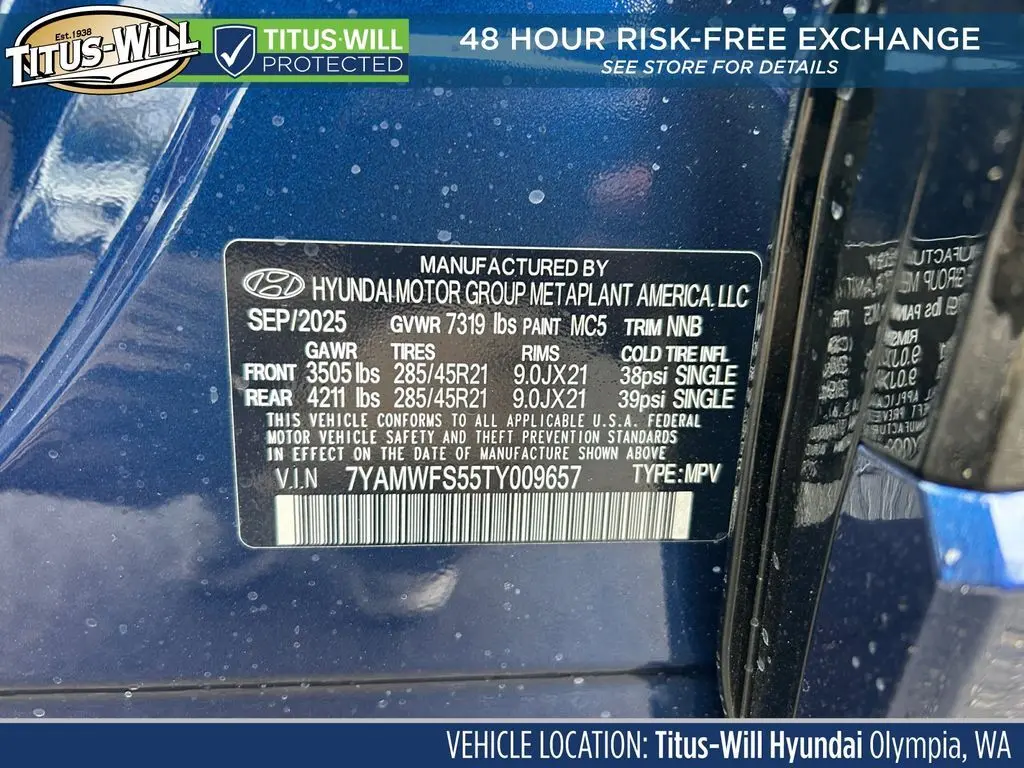 Est. 1938
TITUS-WILL
TITUS-WILL
PROTECTED
48 HOUR RISK-FREE EXCHANGE
SEE STORE FOR DETAILS
MANUFACTURED BY
HYUNDAI MOTOR GROUP METAPLANT AMERICA, LLC
SEP/2025 GVWR 7319 lbs PAINT MC5 TRIM NNB
GAWR TIRES RIMS COLD TIRE INFL
FRONT 3505 lbs 285/45R21 9.0JX21 38psi SINGLE
REAR 4211 lbs 285/45R21 9.0JX21 39psi SINGLE
THIS VEHICLE CONFORMS TO ALL APPLICABLE U.S.A. FEDERAL
MOTOR VEHICLE SAFETY AND THEFT PREVENTION STANDARDS
IN EFFECT ON THE DATE OF MANUFACTURE SHOWN ABOVE
V.I.N 7YAMWFS55TY009657 TYPE:MPV
VEHICLE LOCATION: Titus-Will Hyundai Olympia, WA